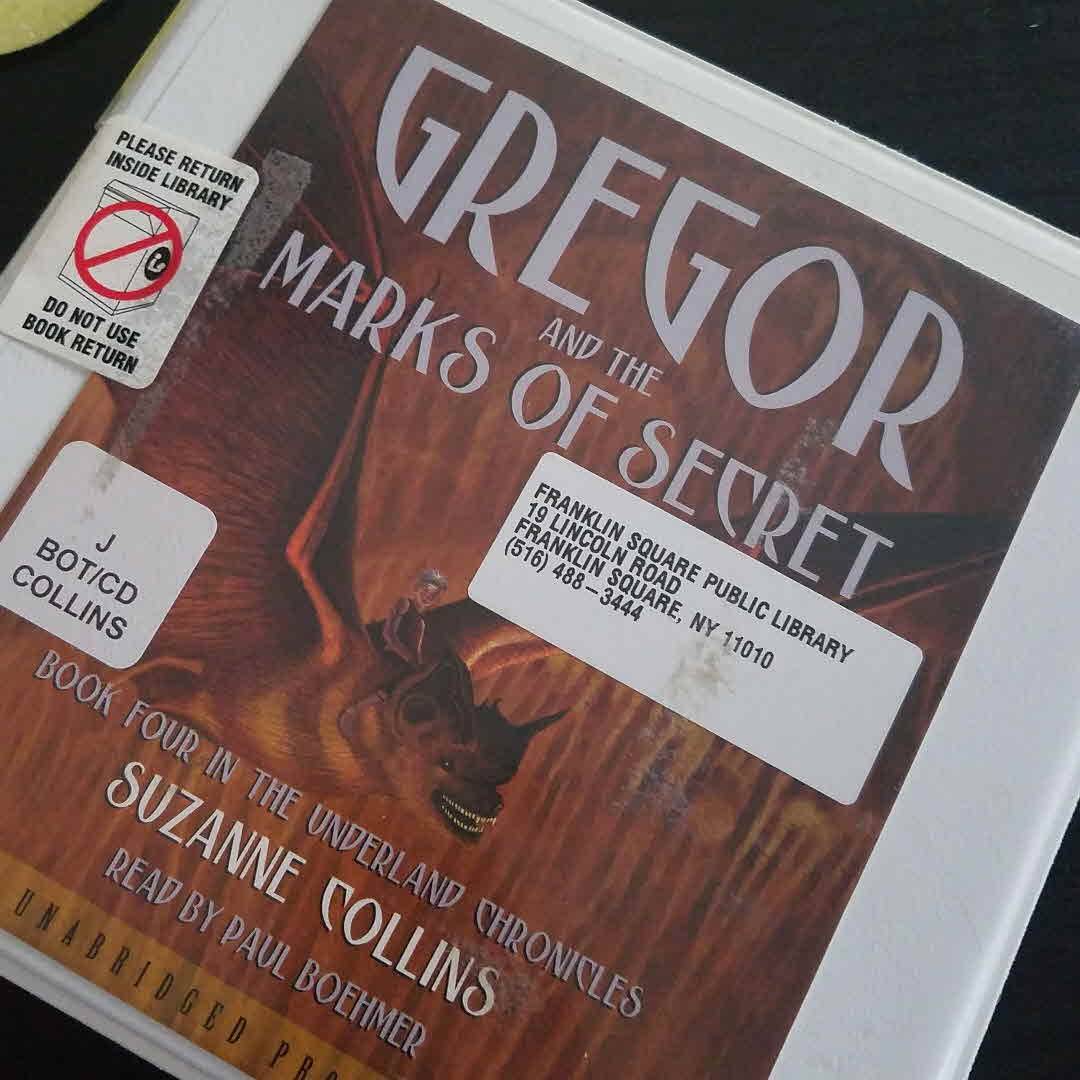 GREGOR
AND THE
MARKS OF SECRET
PLEASE RETURN
INSIDE LIBRARY
DO NOT USE
BOOK RETURN
FRANKLIN SQUARE PUBLIC LIBRARY
19 LINCOLN ROAD
FRANKLIN SQUARE, NY 11010
(516) 488-3444
J
BOT/CD
COLLINS
BOOK FOUR IN THE UNDERLAND CHRONICLES
SUZANNE COLLINS
READ BY PAUL BOEHMER
UNABRIDGED